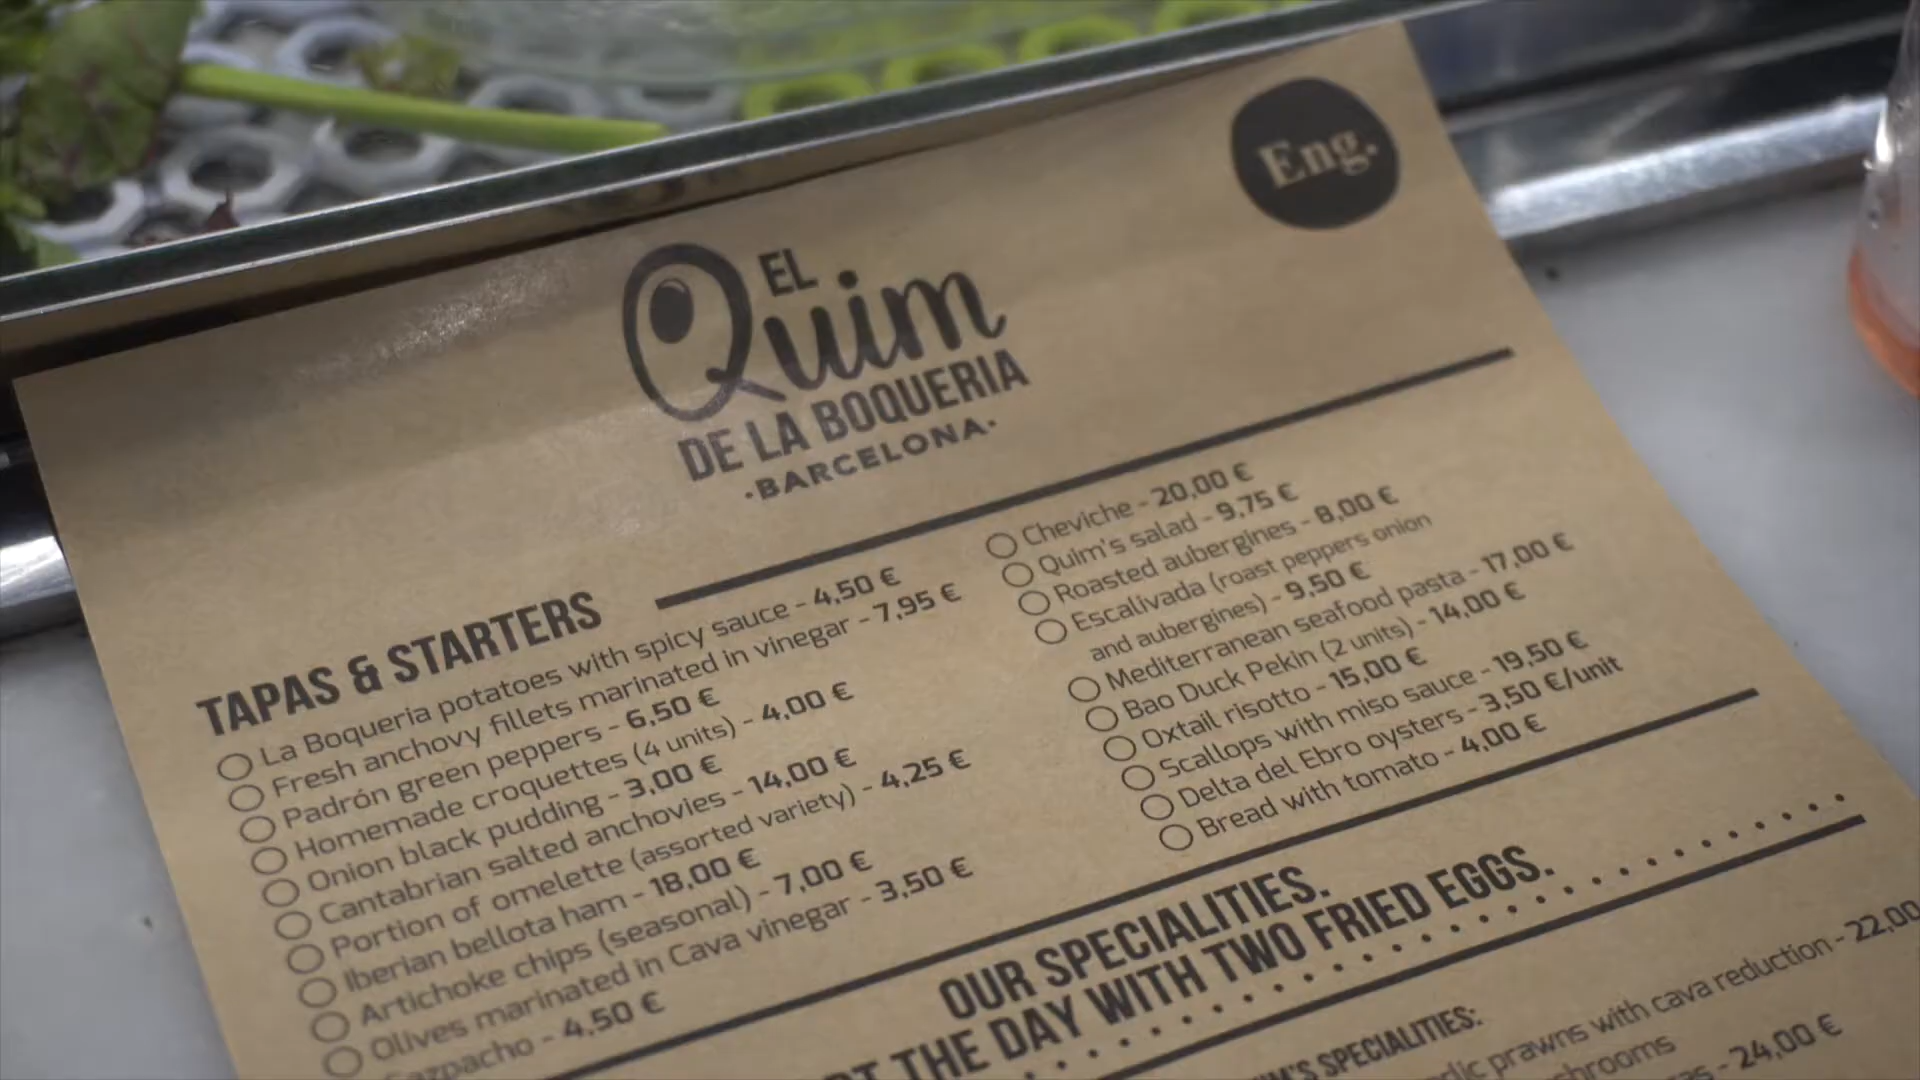 Eng.
EL
Quim
DE LA BOQUERIA
·BARCELONA·
TAPAS & STARTERS
La Boqueria potatoes with spicy sauce - 4,50 €
Fresh anchovy fillets marinated in vinegar - 7,95 €
Padrón green peppers - 6,50 €
Homemade croquettes (4 units) - 4,00 €
Onion black pudding - 3,00 €
Cantabrian salted anchovies - 14,00 €
Portion of omelette (assorted variety) - 4,25 €
Iberian bellota ham - 18,00 €
Artichoke chips (seasonal) - 7,00 €
Olives marinated in Cava vinegar - 3,50 €
Gazpacho - 4,50 €
Cheviche - 20,00 €
Quim's salad - 9,75 €
Roasted aubergines - 8,00 €
Escalivada (roast peppers onion
and aubergines) - 9,50 €
Mediterranean seafood pasta - 17,00 €
Bao Duck Pekin (2 units) - 14,00 €
Oxtail risotto - 15,00 €
Scallops with miso sauce - 19,50 €
Delta del Ebro oysters - 3,50 €/unit
Bread with tomato - 4,00 €
OUR SPECIALITIES.
THE DAY WITH TWO FRIED EGGS.
SPECIALITIES:
prawns with cava reduction - 22,00
- 24,00 €